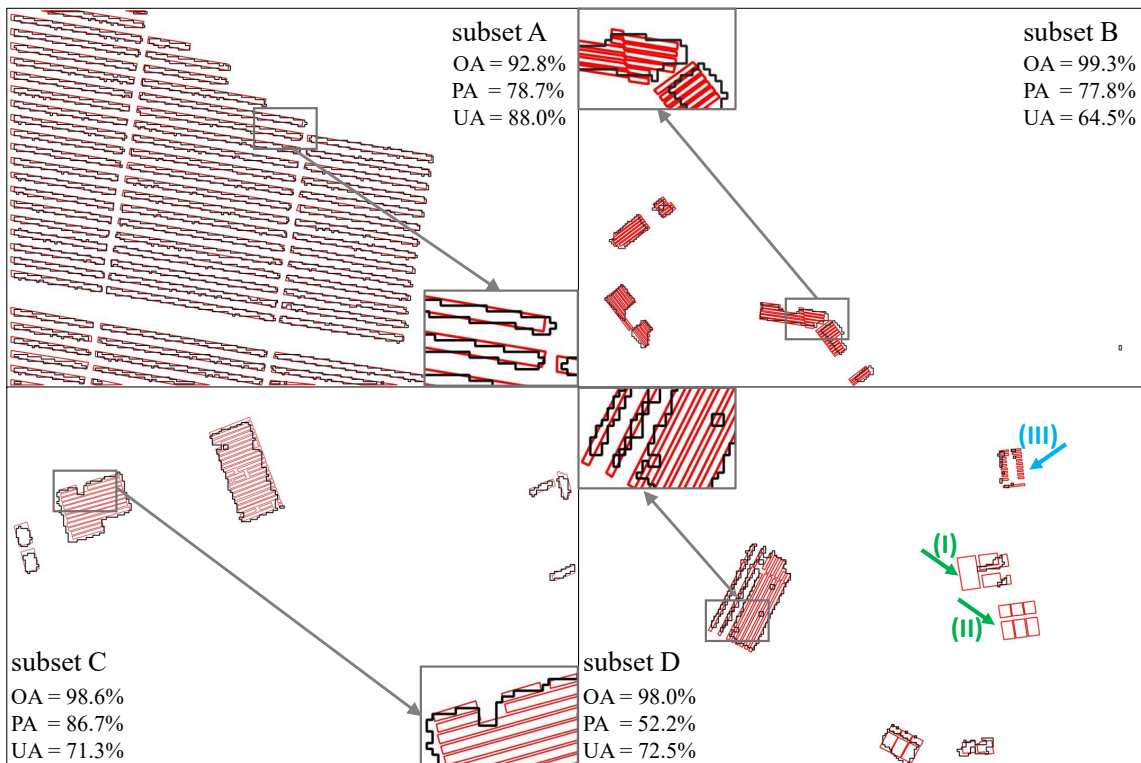 subset A
OA = 92.8%
PA = 78.7%
UA = 88.0%
subset B
OA = 99.3%
PA = 77.8%
UA = 64.5%
subset C
OA = 98.6%
PA = 86.7%
UA = 71.3%
subset D
OA = 98.0%
PA = 52.2%
UA = 72.5%
(III)
(I)
(II)